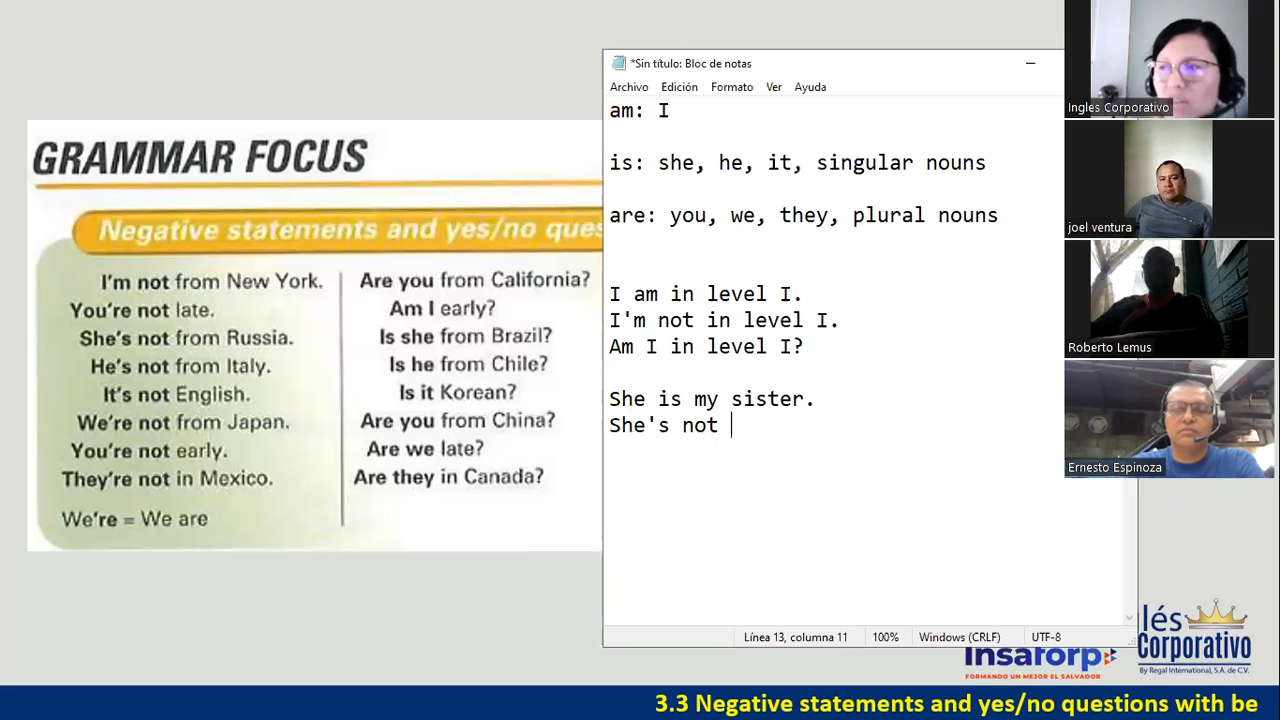 GRAMMAR FOCUS
Negative statements and yes/no ques
I'm not from New York.
You're not late.
She's not from Russia.
He's not from Italy.
It's not English.
We're not from Japan.
You're not early.
They're not in Mexico.
We're = We are
Are you from California?
Am I early?
Is she from Brazil?
Is he from Chile?
Is it Korean?
Are you from China?
Are we late?
Are they in Canada?
*Sin título: Bloc de notas
Archivo Edición Formato Ver Ayuda
am: I
is: she, he, it, singular nouns
are: you, we, they, plural nouns
I am in level I.
I'm not in level I.
Am I in level I?
She is my sister.
She's not
Línea 13, columna 11 100% Windows (CRLF) UTF-8
Ingles Corporativo
joel ventura
Roberto Lemus
Ernesto Espinoza
Insaforp
FORMANDO UN MEJOR EL SALVADOR
lés
Corporativo
By Regal International, S.A. de C.V.
3.3 Negative statements and yes/no questions with be